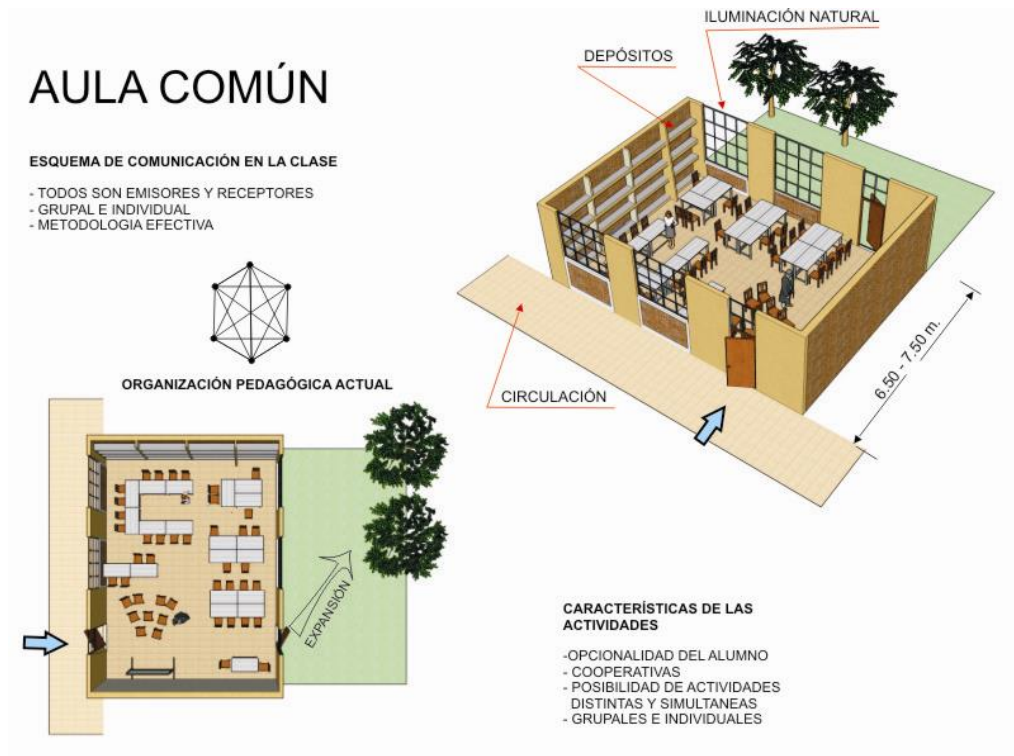 AULA COMÚN
ESQUEMA DE COMUNICACIÓN EN LA CLASE
- TODOS SON EMISORES Y RECEPTORES
- GRUPAL E INDIVIDUAL
- METODOLOGIA EFECTIVA
ORGANIZACIÓN PEDAGÓGICA ACTUAL
EXPANSIÓN
ILUMINACIÓN NATURAL
DEPÓSITOS
CIRCULACIÓN
6.50 - 7.50 m.
CARACTERÍSTICAS DE LAS
ACTIVIDADES
-OPCIONALIDAD DEL ALUMNO
- COOPERATIVAS
- POSIBILIDAD DE ACTIVIDADES
DISTINTAS Y SIMULTANEAS
- GRUPALES E INDIVIDUALES